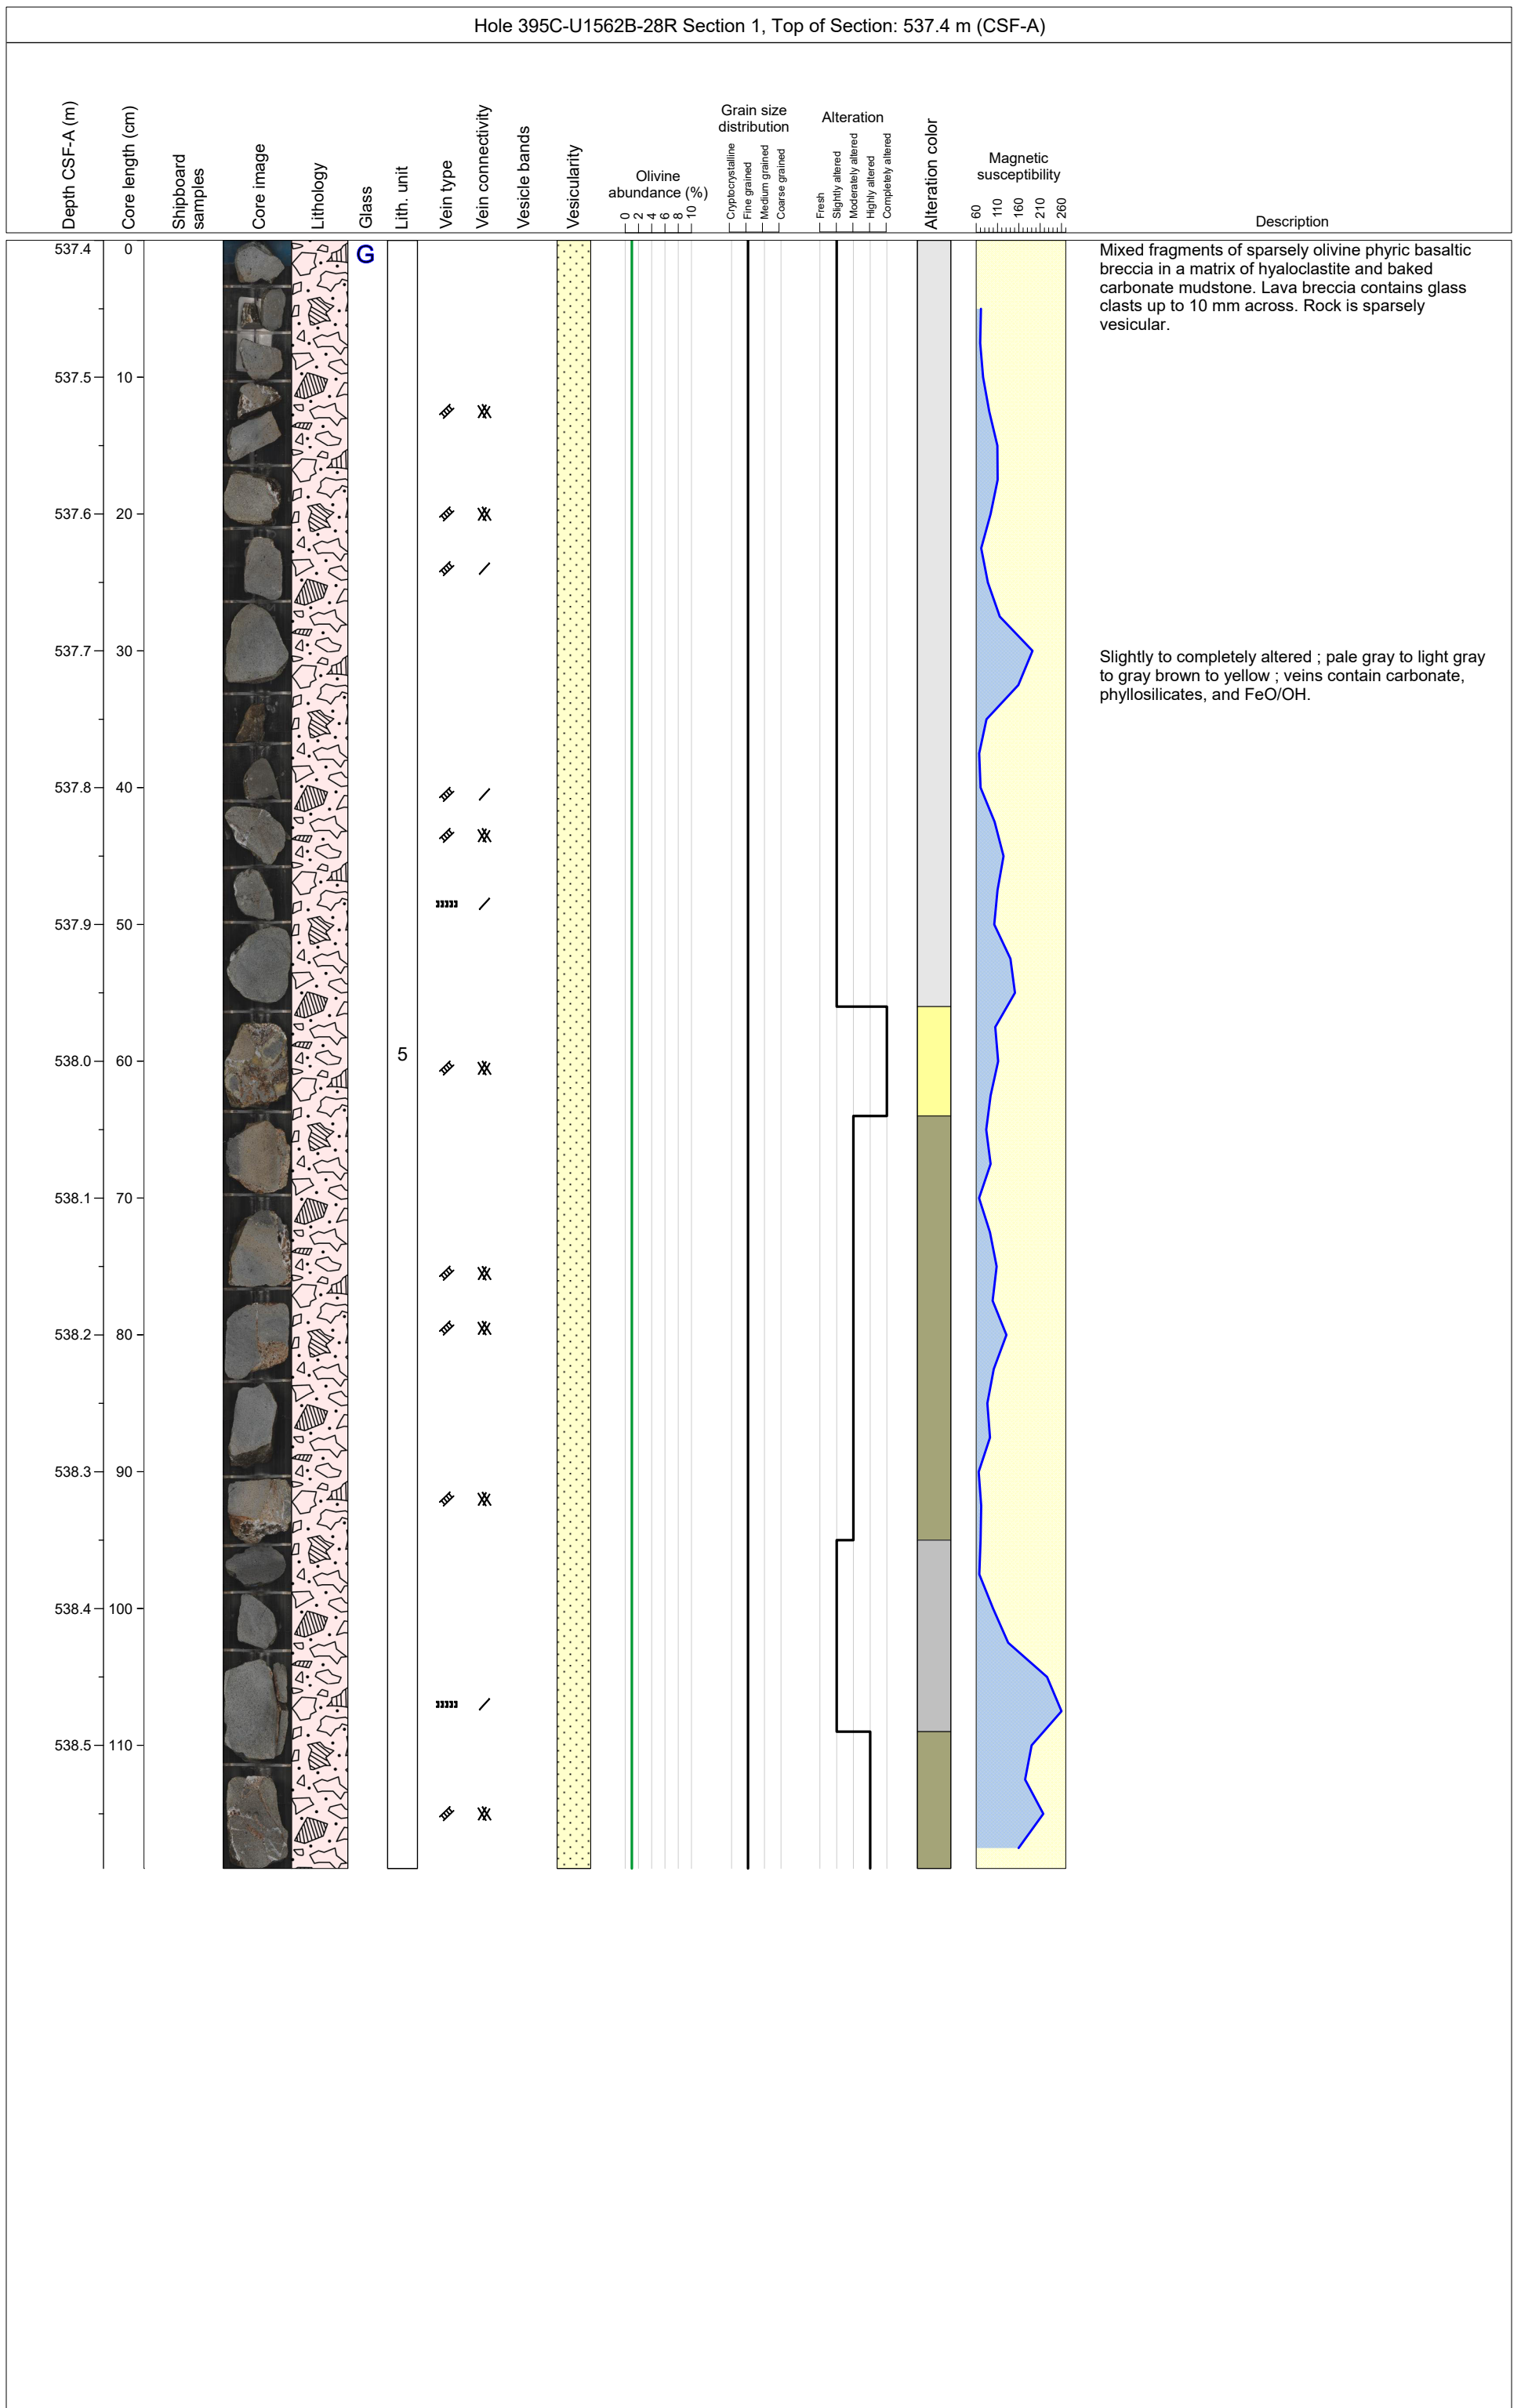 Hole 395C-U1562B-28R Section 1, Top of Section: 537.4 m (CSF-A)
Depth CSF-A (m)
Core length (cm)
Shipboard
samples
Core image
Lithology
Glass
Lith. unit
Vein type
Vein connectivity
Vesicle bands
Vesicularity
Olivine
abundance (%)
0 2 4 6 8 10
Grain size
distribution
Cryptocrystalline
Fine grained
Medium grained
Coarse grained
Alteration
Fresh
Slightly altered
Moderately altered
Highly altered
Completely altered
Alteration color
Magnetic
susceptibility
60 110 160 210 260
Description
537.4 0
G
Mixed fragments of sparsely olivine phyric basaltic
breccia in a matrix of hyaloclastite and baked
carbonate mudstone. Lava breccia contains glass
clasts up to 10 mm across. Rock is sparsely
vesicular.
537.5 10
537.6 20
537.7 30
Slightly to completely altered ; pale gray to light gray
to gray brown to yellow ; veins contain carbonate,
phyllosilicates, and FeO/OH.
537.8 40
537.9 50
5
538.0 60
538.1 70
538.2 80
538.3 90
538.4 100
538.5 110